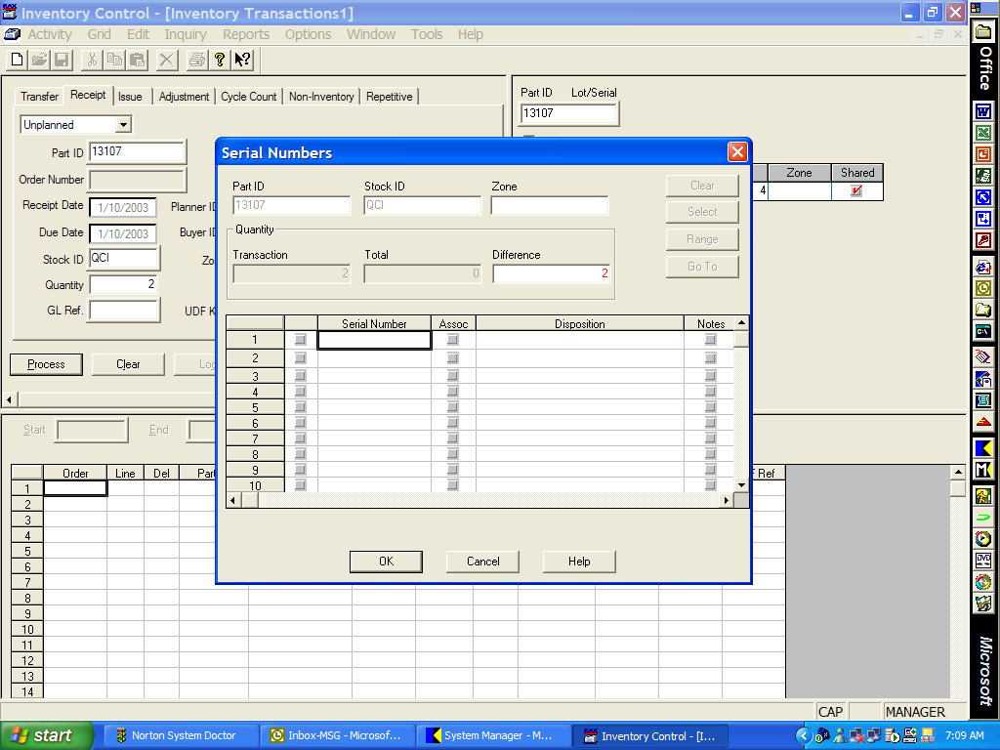 Inventory Control - [Inventory Transactions1]
Activity Grid Edit Inquiry Reports Options Window Tools Help
Transfer Receipt Issue Adjustment Cycle Count Non-Inventory Repetitive
Unplanned
Part ID 13107
Order Number
Receipt Date 1/10/2003 Planner ID
Due Date 1/10/2003 Buyer ID
Stock ID QCI Zo
Quantity 2
GL Ref. UDF K
Process Clear Log
Part ID Lot/Serial
13107
Zone Shared
4
Serial Numbers
Part ID Stock ID Zone
13107 QCI
Clear
Select
Range
Go To
Quantity
Transaction Total Difference
2 0 2
Serial Number Assoc Disposition Notes
1
2
3
4
5
6
7
8
9
10
OK Cancel Help
Start End
Order Line Del Part Ref
1
2
3
4
5
6
7
8
9
10
11
12
13
14
CAP MANAGER
Office
Microsoft
start Norton System Doctor Inbox-MSG - Microsof... System Manager - M... Inventory Control - [I... 7:09 AM